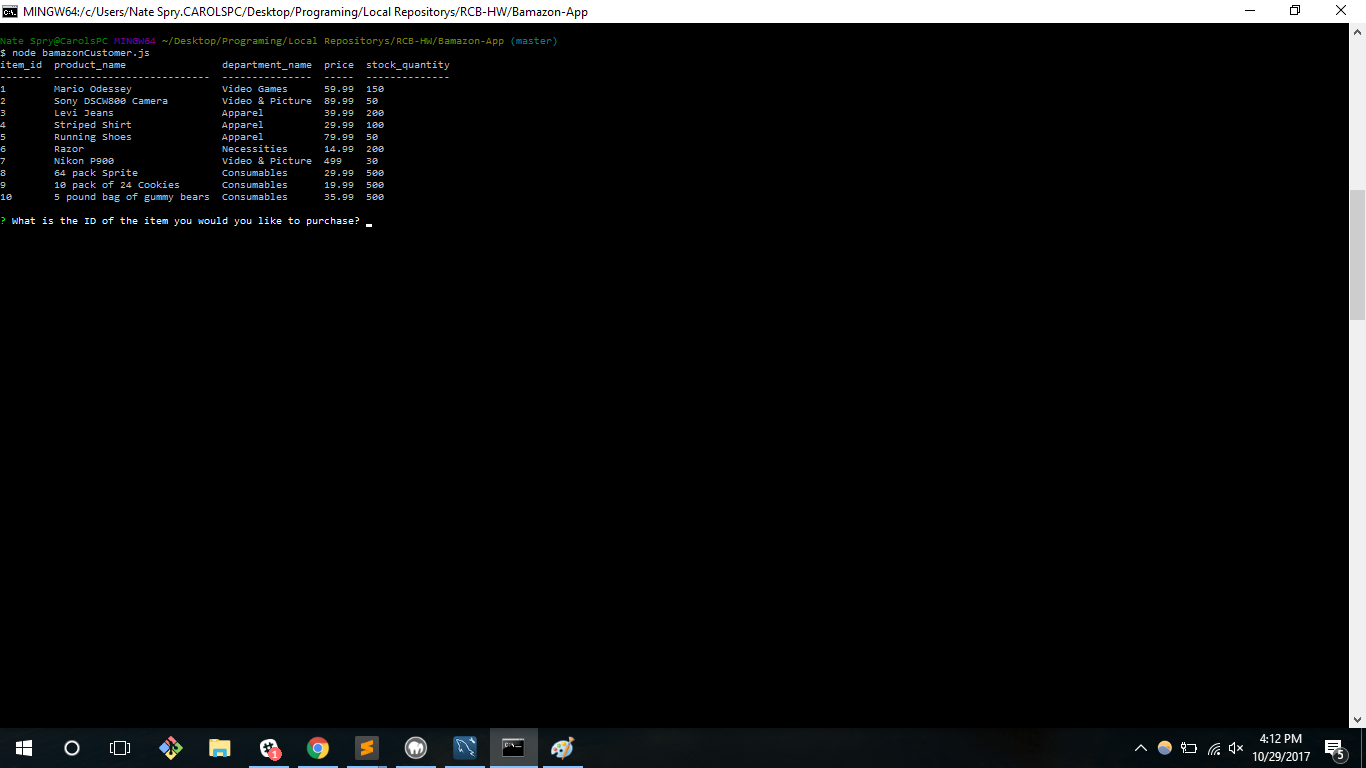 MINGW64:/c/Users/Nate Spry.CAROLSPC/Desktop/Programing/Local Repositorys/RCB-HW/Bamazon-App
Nate Spry@CarolsPC MINGW64 ~/Desktop/Programing/Local Repositorys/RCB-HW/Bamazon-App (master)
$ node bamazonCustomer.js
item_id  product_name                department_name  price  stock_quantity
-------  --------------------------  ---------------  -----  --------------
1        Mario Odessey               Video Games      59.99  150
2        Sony DSCW800 Camera         Video & Picture  89.99  50
3        Levi Jeans                  Apparel          39.99  200
4        Striped Shirt               Apparel          29.99  100
5        Running Shoes               Apparel          79.99  50
6        Razor                       Necessities      14.99  200
7        Nikon P900                  Video & Picture  499    30
8        64 pack Sprite              Consumables      29.99  500
9        10 pack of 24 Cookies       Consumables      19.99  500
10       5 pound bag of gummy bears  Consumables      35.99  500
? What is the ID of the item you would you like to purchase?
1
4:12 PM
10/29/2017
5